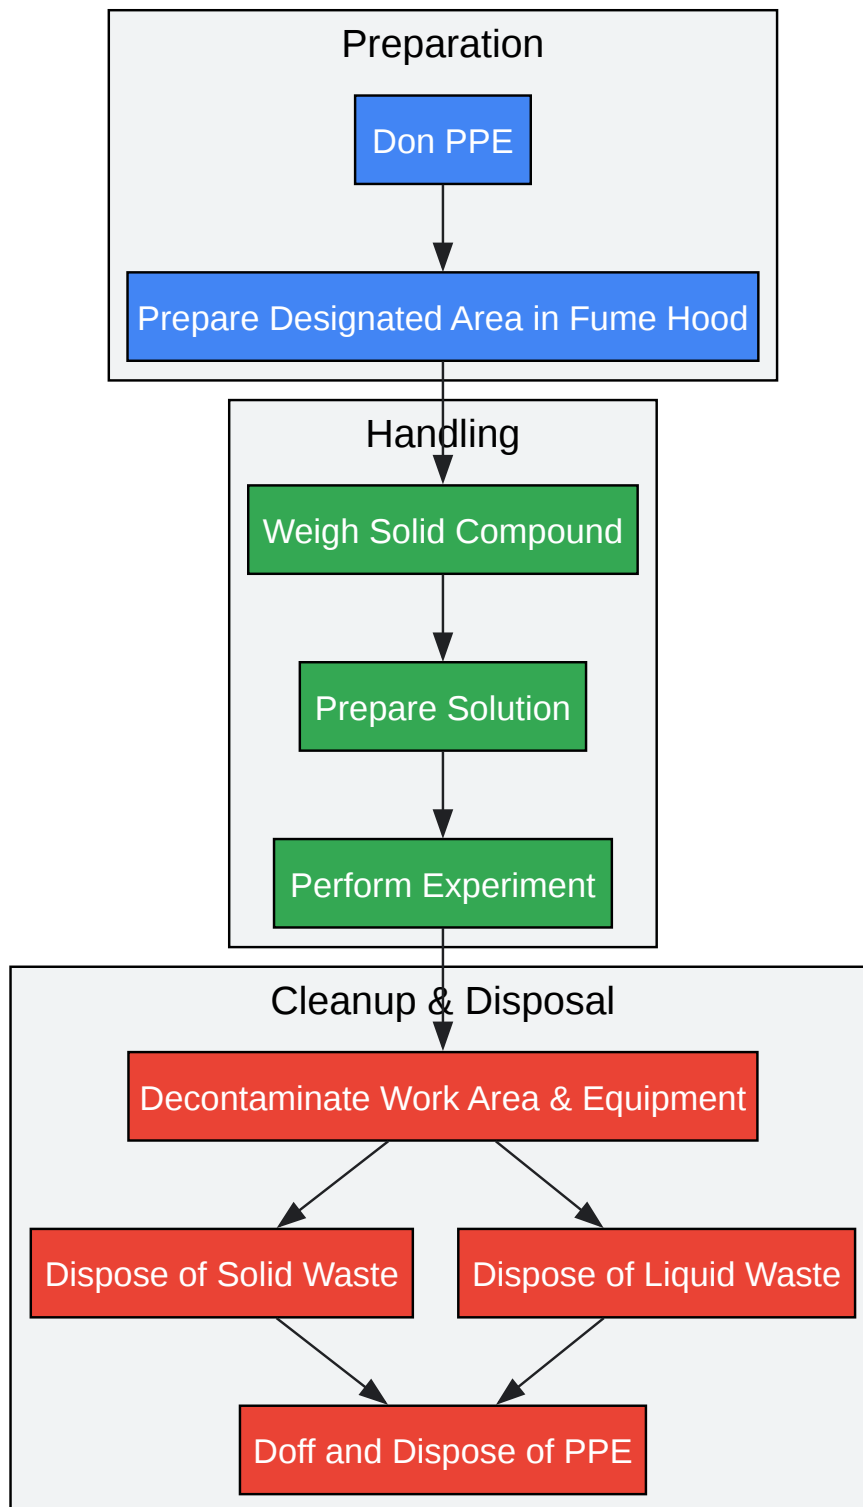 Preparation
Don PPE
Prepare Designated Area in Fume Hood
Handling
Weigh Solid Compound
Prepare Solution
Perform Experiment
Cleanup & Disposal
Decontaminate Work Area & Equipment
Dispose of Solid Waste
Dispose of Liquid Waste
Doff and Dispose of PPE